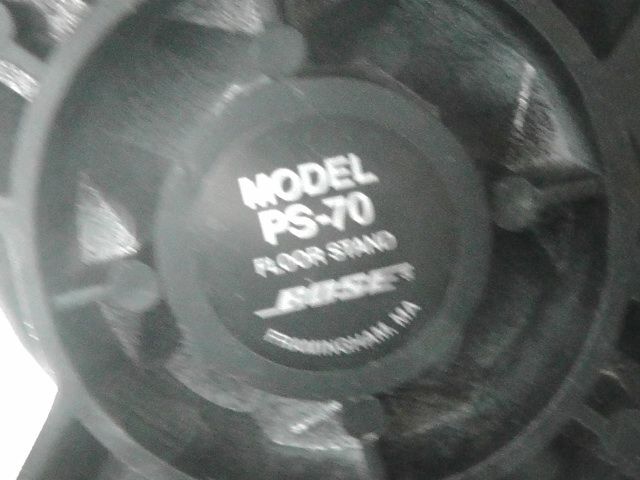 MODEL
PS-70
FLOOR STAND
BOSE®
FRAMINGHAM, MA